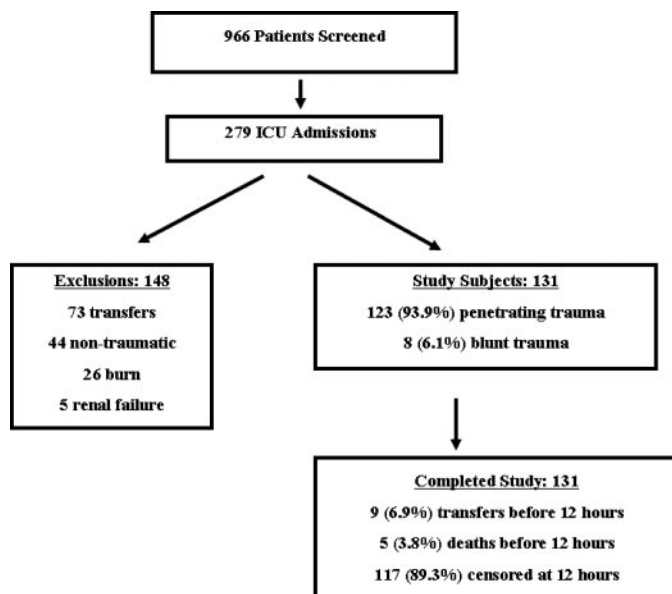 966 Patients Screened
279 ICU Admissions
Exclusions: 148
73 transfers
44 non-traumatic
26 burn
5 renal failure
Study Subjects: 131
123 (93.9%) penetrating trauma
8 (6.1%) blunt trauma
Completed Study: 131
9 (6.9%) transfers before 12 hours
5 (3.8%) deaths before 12 hours
117 (89.3%) censored at 12 hours